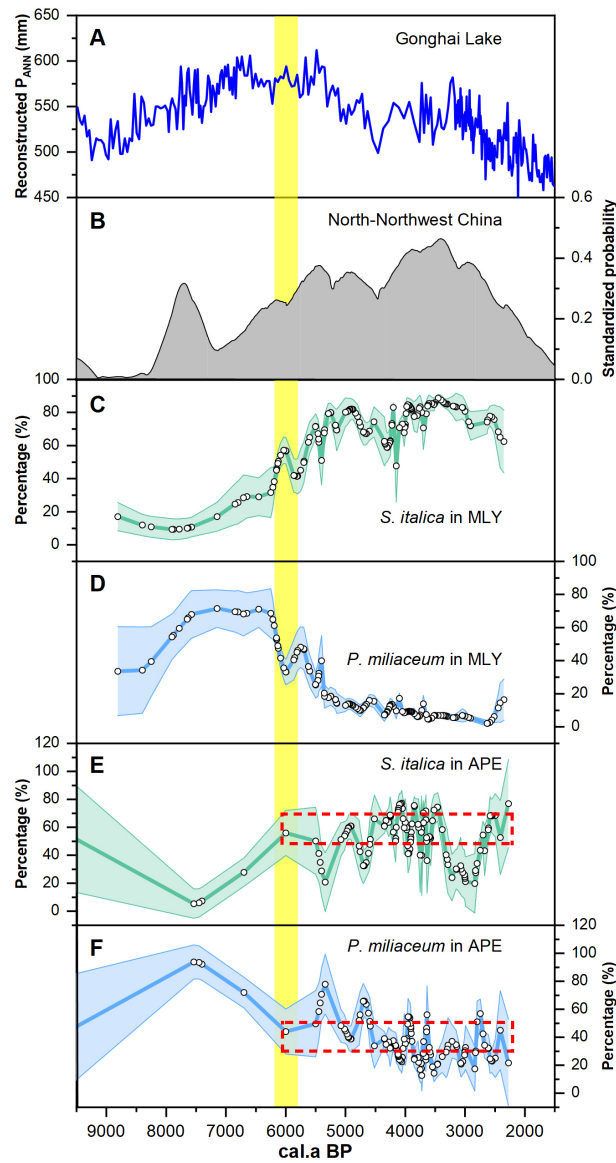 650
600
550
500
450
Reconstructed P_ANN (mm)
A
Gonghai Lake
0.6
0.4
0.2
0.0
Standardized probability
B
North-Northwest China
100
80
60
40
20
0
Percentage (%)
C
S. italica in MLY
100
80
60
40
20
0
Percentage (%)
D
P. miliaceum in MLY
120
100
80
60
40
20
0
Percentage (%)
E
S. italica in APE
120
100
80
60
40
20
0
Percentage (%)
F
P. miliaceum in APE
9000 8000 7000 6000 5000 4000 3000 2000
cal.a BP